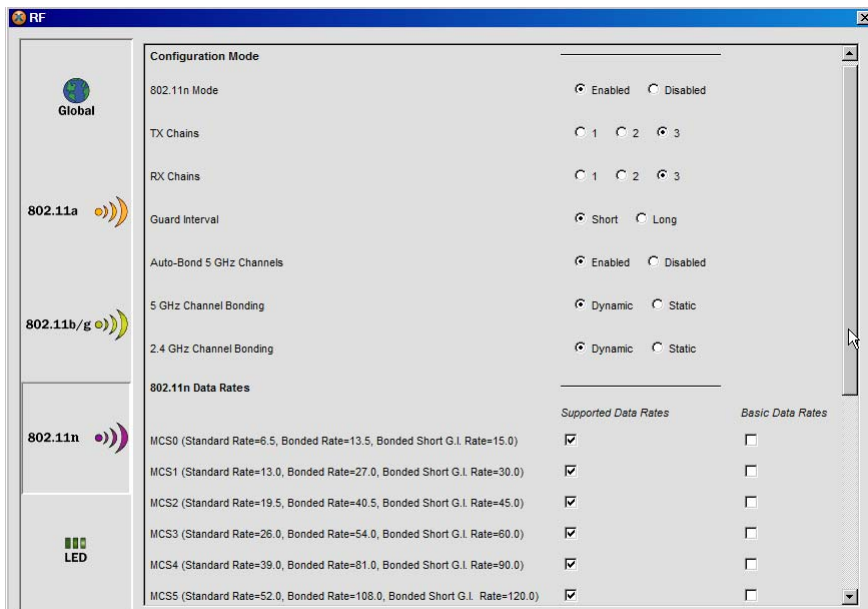 RF
Global
802.11a
802.11b/g
802.11n
LED
Configuration Mode
802.11n Mode Enabled Disabled
TX Chains 1 2 3
RX Chains 1 2 3
Guard Interval Short Long
Auto-Bond 5 GHz Channels Enabled Disabled
5 GHz Channel Bonding Dynamic Static
2.4 GHz Channel Bonding Dynamic Static
802.11n Data Rates
Supported Data Rates Basic Data Rates
MCS0 (Standard Rate=6.5, Bonded Rate=13.5, Bonded Short G.I. Rate=15.0)
MCS1 (Standard Rate=13.0, Bonded Rate=27.0, Bonded Short G.I. Rate=30.0)
MCS2 (Standard Rate=19.5, Bonded Rate=40.5, Bonded Short G.I. Rate=45.0)
MCS3 (Standard Rate=26.0, Bonded Rate=54.0, Bonded Short G.I. Rate=60.0)
MCS4 (Standard Rate=39.0, Bonded Rate=81.0, Bonded Short G.I. Rate=90.0)
MCS5 (Standard Rate=52.0, Bonded Rate=108.0, Bonded Short G.I. Rate=120.0)